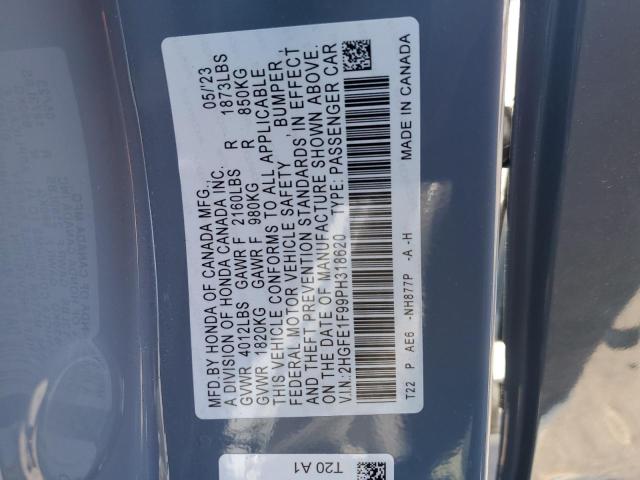 MFD.BY HONDA OF CANADA MFG., 05/'23
A DIVISION OF HONDA CANADA INC.
GVWR 4012LBS GAWR F 2160LBS R 1873LBS
GVWR 1820KG GAWR F 980KG R 850KG
THIS VEHICLE CONFORMS TO ALL APPLICABLE
FEDERAL MOTOR VEHICLE SAFETY, BUMPER,
AND THEFT PREVENTION STANDARDS IN EFFECT
ON THE DATE OF MANUFACTURE SHOWN ABOVE.
V.I.N.:2HGFE1F99PH318620 TYPE: PASSENGER CAR
T22 P AE6 -NH877P -A -H MADE IN CANADA
T20 A1